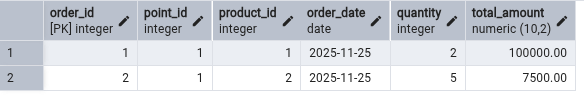 order_id point_id product_id order_date quantity total_amount
[PK] integer integer integer date integer numeric (10,2)
1 1 1 1 2025-11-25 2 100000.00
2 2 1 2 2025-11-25 5 7500.00